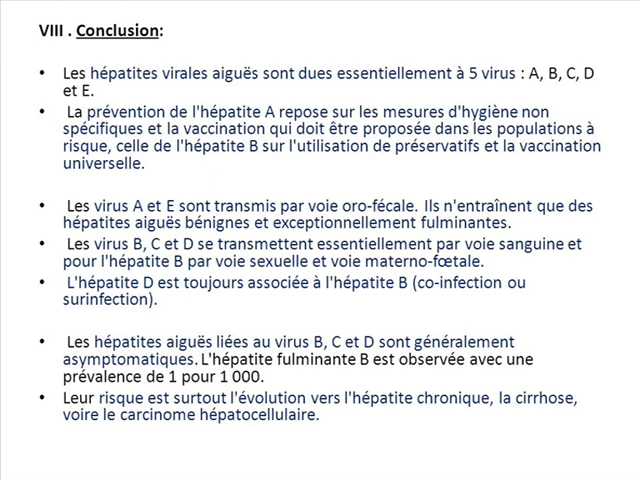 VIII . Conclusion:
• Les hépatites virales aiguës sont dues essentiellement à 5 virus : A, B, C, D
et E.
• La prévention de l'hépatite A repose sur les mesures d'hygiène non
spécifiques et la vaccination qui doit être proposée dans les populations à
risque, celle de l'hépatite B sur l'utilisation de préservatifs et la vaccination
universelle.
• Les virus A et E sont transmis par voie oro-fécale. Ils n'entraînent que des
hépatites aiguës bénignes et exceptionnellement fulminantes.
• Les virus B, C et D se transmettent essentiellement par voie sanguine et
pour l'hépatite B par voie sexuelle et voie materno-fœtale.
• L'hépatite D est toujours associée à l'hépatite B (co-infection ou
surinfection).
• Les hépatites aiguës liées au virus B, C et D sont généralement
asymptomatiques. L'hépatite fulminante B est observée avec une
prévalence de 1 pour 1 000.
• Leur risque est surtout l'évolution vers l'hépatite chronique, la cirrhose,
voire le carcinome hépatocellulaire.